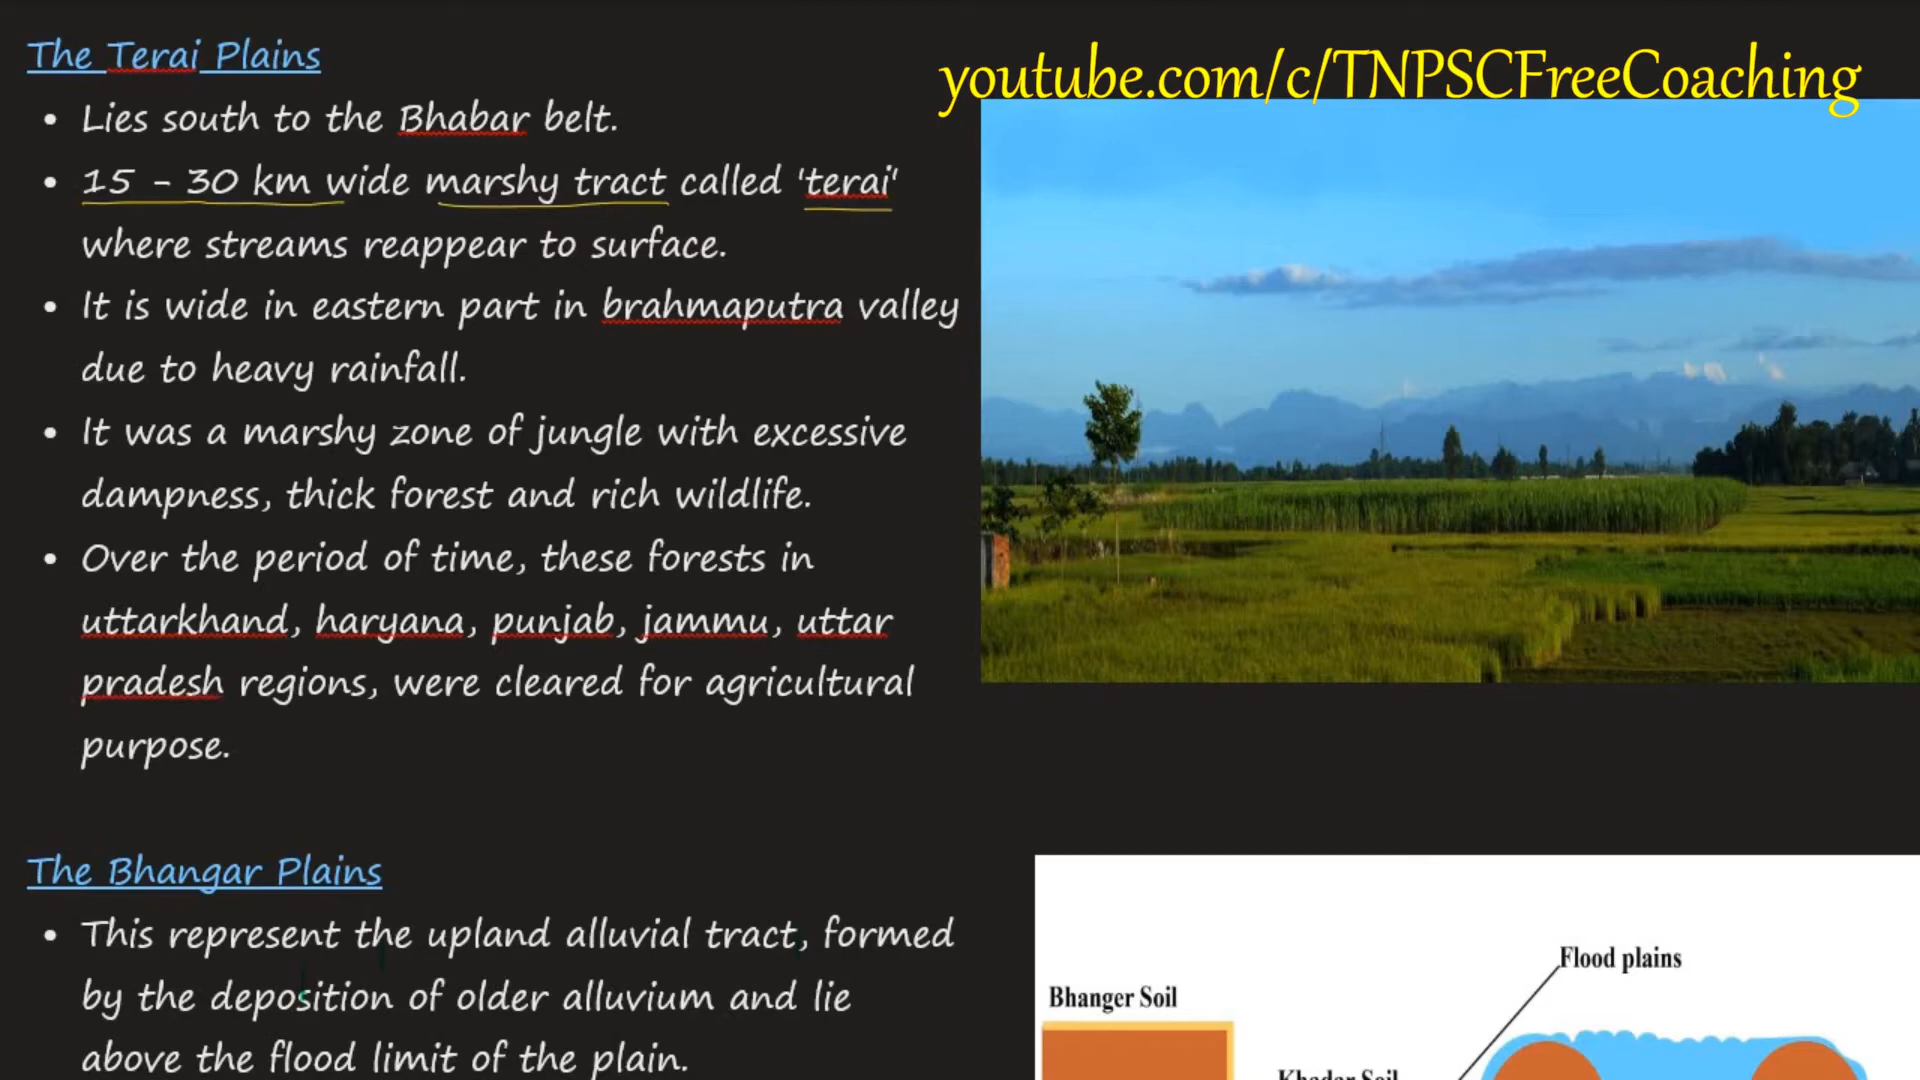 The Terai Plains
youtube.com/c/TNPSCFreeCoaching
• Lies south to the Bhabar belt.
• 15 - 30 km wide marshy tract called 'terai'
where streams reappear to surface.
• It is wide in eastern part in brahmaputra valley
due to heavy rainfall.
• It was a marshy zone of jungle with excessive
dampness, thick forest and rich wildlife.
• Over the period of time, these forests in
uttarkhand, haryana, punjab, jammu, uttar
pradesh regions, were cleared for agricultural
purpose.
The Bhangar Plains
• This represent the upland alluvial tract, formed
by the deposition of older alluvium and lie
above the flood limit of the plain.
Flood plains
Bhanger Soil
Khadar Soil